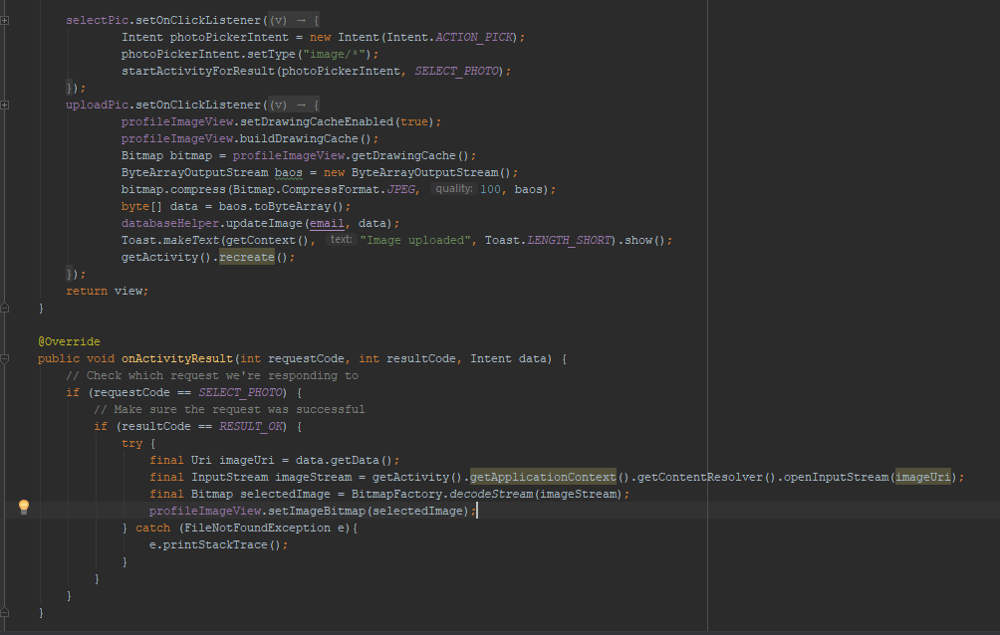 selectPic.setOnClickListener((v) → {
Intent photoPickerIntent = new Intent(Intent.ACTION_PICK);
photoPickerIntent.setType("image/*");
startActivityForResult(photoPickerIntent, SELECT_PHOTO);
});
uploadPic.setOnClickListener((v) → {
profileImageView.setDrawingCacheEnabled(true);
profileImageView.buildDrawingCache();
Bitmap bitmap = profileImageView.getDrawingCache();
ByteArrayOutputStream baos = new ByteArrayOutputStream();
bitmap.compress(Bitmap.CompressFormat.JPEG, quality: 100, baos);
byte[] data = baos.toByteArray();
databaseHelper.updateImage(email, data);
Toast.makeText(getContext(), text: "Image uploaded", Toast.LENGTH_SHORT).show();
getActivity().recreate();
});
return view;
}
@Override
public void onActivityResult(int requestCode, int resultCode, Intent data) {
// Check which request we're responding to
if (requestCode == SELECT_PHOTO) {
// Make sure the request was successful
if (resultCode == RESULT_OK) {
try {
final Uri imageUri = data.getData();
final InputStream imageStream = getActivity().getApplicationContext().getContentResolver().openInputStream(imageUri);
final Bitmap selectedImage = BitmapFactory.decodeStream(imageStream);
profileImageView.setImageBitmap(selectedImage);
} catch (FileNotFoundException e){
e.printStackTrace();
}
}
}
}